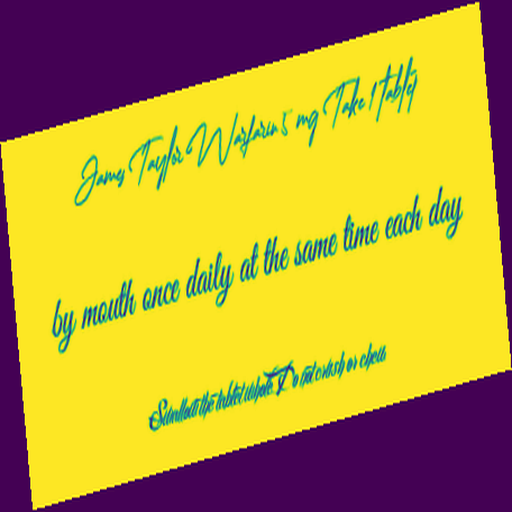 James Taylor Warfarin 5 mg Take 1 tablet
by mouth once daily at the same time each day
Swallow the tablet whole. Do not crush or chew